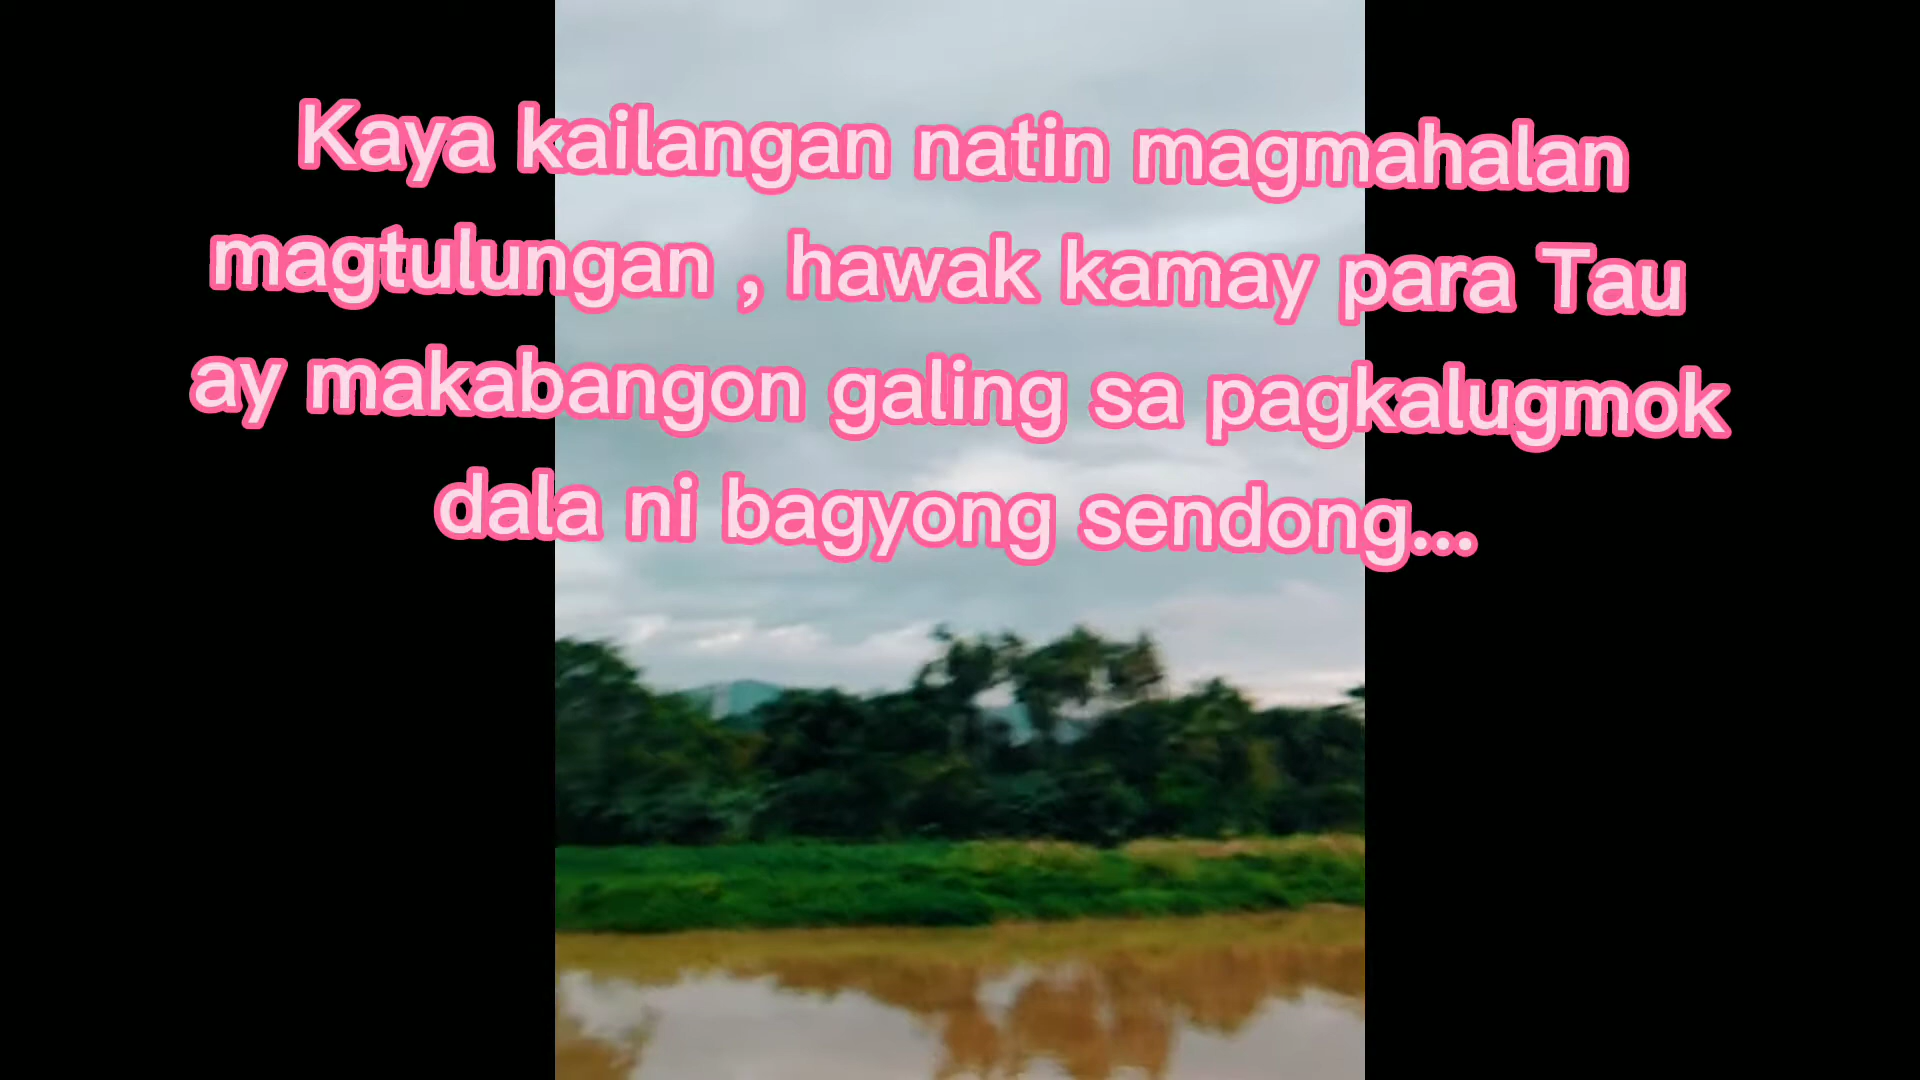 Kaya kailangan natin magmahalan
magtulungan , hawak kamay para Tau
ay makabangon galing sa pagkalugmok
dala ni bagyong sendong...